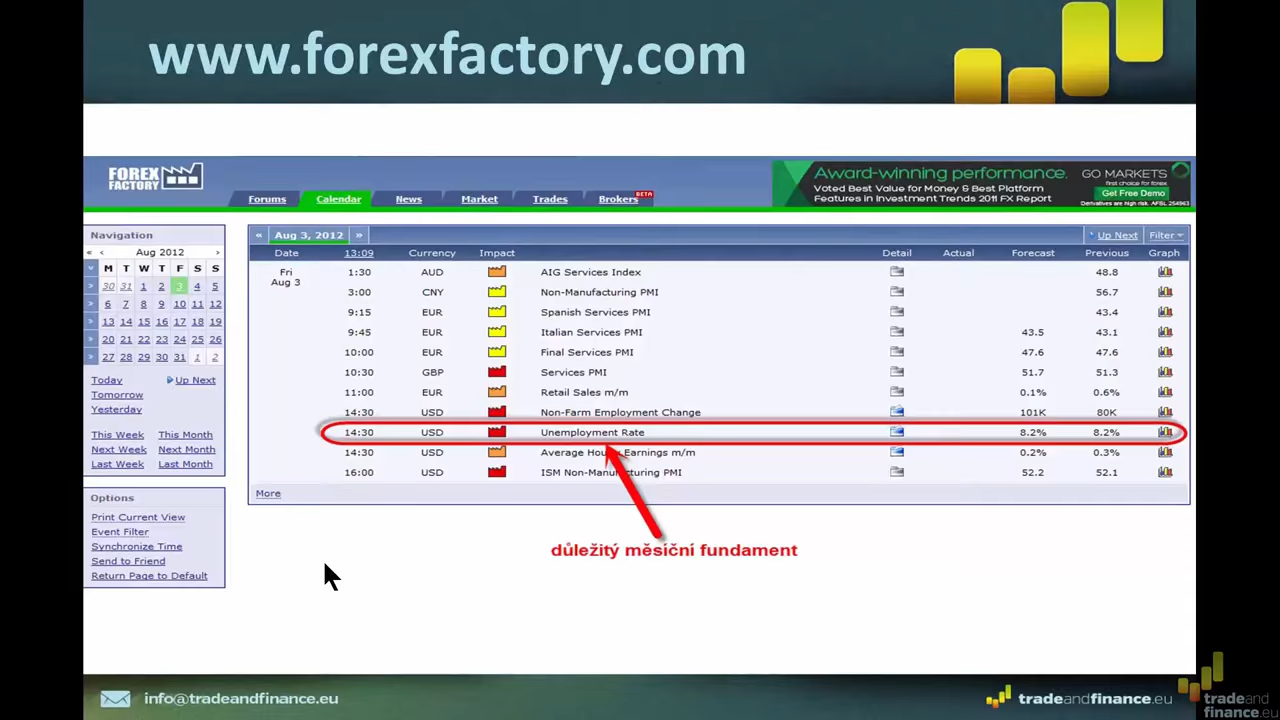 www.forexfactory.com
FOREX FACTORY
Forums Calendar News Market Trades Brokers BETA
Award-winning performance.
Voted Best Value for Money & Best Platform
Features in Investment Trends 2011 FX Report
GO MARKETS
first choice for forex
Get Free Demo
Derivatives are high risk. AFSL 254963
Navigation
« ‹ Aug 2012 ›
M T W T F S S
30 31 1 2 3 4 5
6 7 8 9 10 11 12
13 14 15 16 17 18 19
20 21 22 23 24 25 26
27 28 29 30 31 1 2
Today Up Next
Tomorrow
Yesterday
This Week This Month
Next Week Next Month
Last Week Last Month
Options
Print Current View
Event Filter
Synchronize Time
Send to Friend
Return Page to Default
« Aug 3, 2012 » Up Next Filter
Date 13:09 Currency Impact Detail Actual Forecast Previous Graph
Fri Aug 3 1:30 AUD AIG Services Index 48.8
3:00 CNY Non-Manufacturing PMI 56.7
9:15 EUR Spanish Services PMI 43.4
9:45 EUR Italian Services PMI 43.5 43.1
10:00 EUR Final Services PMI 47.6 47.6
10:30 GBP Services PMI 51.7 51.3
11:00 EUR Retail Sales m/m 0.1% 0.6%
14:30 USD Non-Farm Employment Change 101K 80K
14:30 USD Unemployment Rate 8.2% 8.2%
14:30 USD Average Hourly Earnings m/m 0.2% 0.3%
16:00 USD ISM Non-Manufacturing PMI 52.2 52.1
More
důležitý měsíční fundament
info@tradeandfinance.eu
tradeandfinance.eu
tradeand
finance.eu